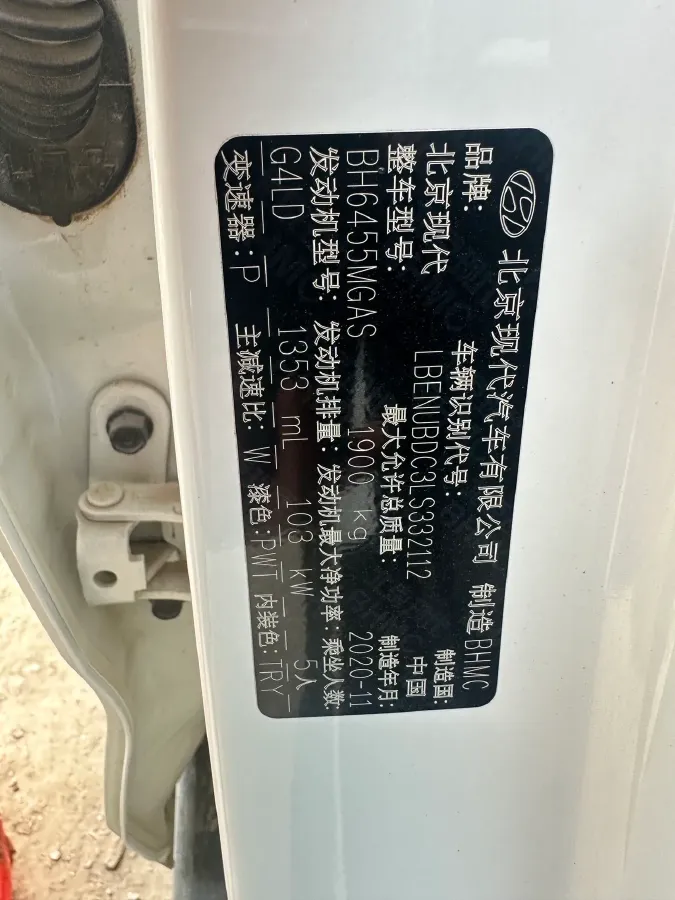 北京现代汽车有限公司 制造 BHMC
品牌: 车辆识别代号: 制造国:
北京现代 LBENUBDC3LS332112 中国
整车型号: 最大允许总质量: 制造年月:
BH6455MGAS 1900 kg 2020-11
发动机型号: 发动机排量: 发动机最大净功率: 乘坐人数:
G4LD 1353 mL 103 kW 5人
变速器: P 主减速比: W 漆色: PWT 内装色: TRY